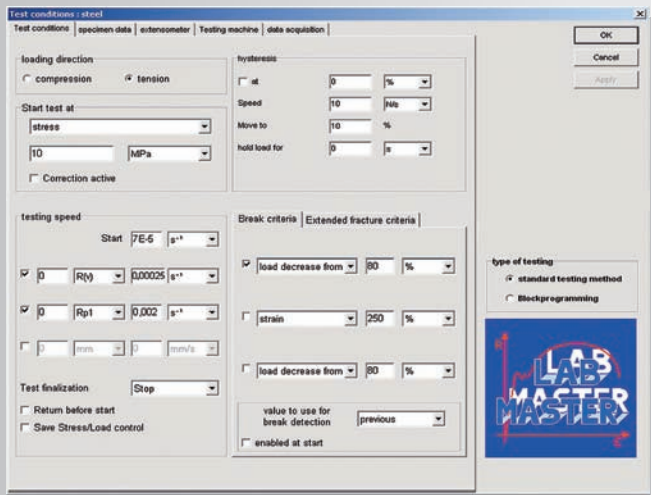 Test conditions : steel
Test conditions specimen data extensometer Testing machine data acquisition
OK
Cancel
Apply
loading direction
compression tension
Start test at
stress
10 MPa
Correction active
hysteresis
at 0 %
Speed 10 N/s
Move to 10 %
hold load for 0 s
testing speed
Start 7E-5 s⁻¹
0 R(v) 0,00025 s⁻¹
0 Rp1 0,002 s⁻¹
0 mm 0 mm/s
Test finalization Stop
Return before start
Save Stress/Load control
Break criteria Extended fracture criteria
load decrease from 80 %
strain 250 %
load decrease from 80 %
value to use for
break detection previous
enabled at start
type of testing
standard testing method
Blockprogramming
LAB
MASTER